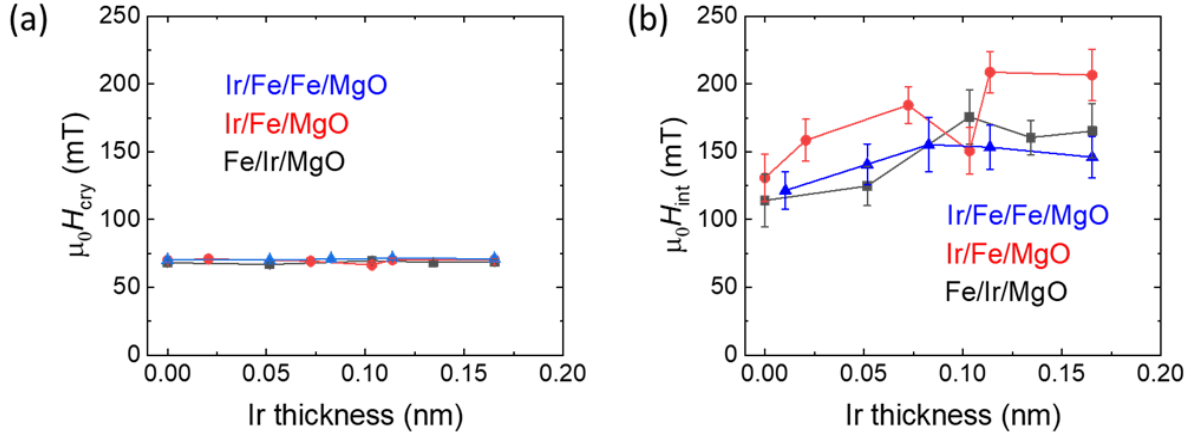 (a)
250
200
150
100
50
0
μ₀H_cry (mT)
Ir/Fe/Fe/MgO
Ir/Fe/MgO
Fe/Ir/MgO
0.00 0.05 0.10 0.15 0.20
Ir thickness (nm)
(b)
250
200
150
100
50
0
μ₀H_int (mT)
Ir/Fe/Fe/MgO
Ir/Fe/MgO
Fe/Ir/MgO
0.00 0.05 0.10 0.15 0.20
Ir thickness (nm)